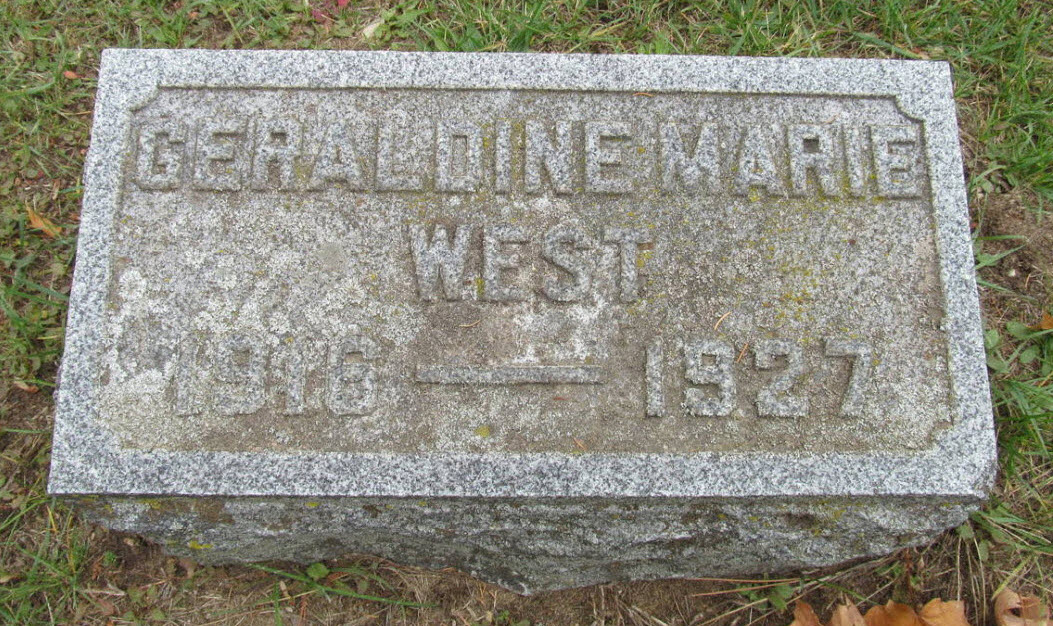 GERALDINE MARIE
WEST
1916 — 1927